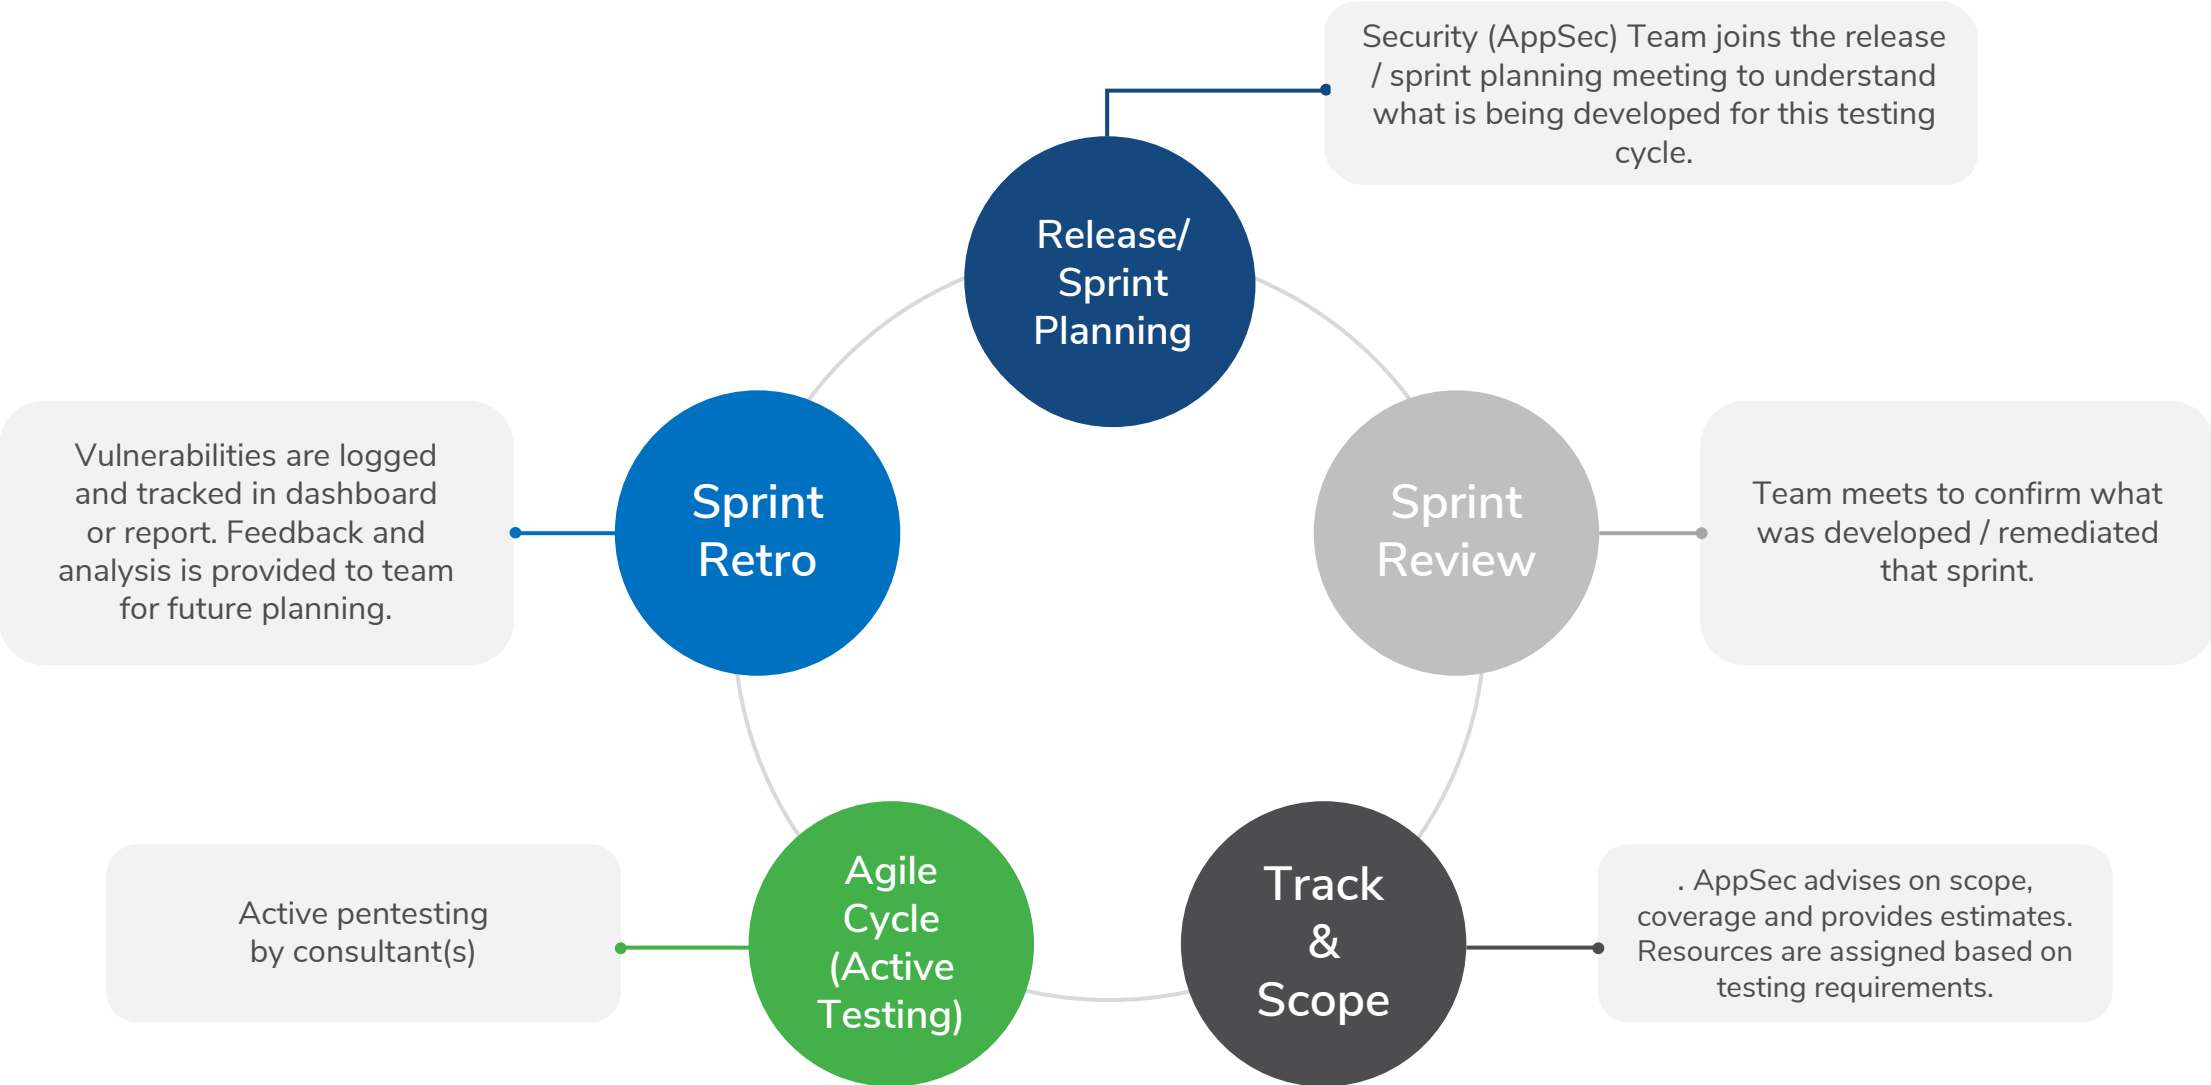 Security (AppSec) Team joins the release
/ sprint planning meeting to understand
what is being developed for this testing
cycle.
Release/
Sprint
Planning
Vulnerabilities are logged
and tracked in dashboard
or report. Feedback and
analysis is provided to team
for future planning.
Sprint
Retro
Sprint
Review
Team meets to confirm what
was developed / remediated
that sprint.
Active pentesting
by consultant(s)
Agile
Cycle
(Active
Testing)
Track
&
Scope
. AppSec advises on scope,
coverage and provides estimates.
Resources are assigned based on
testing requirements.